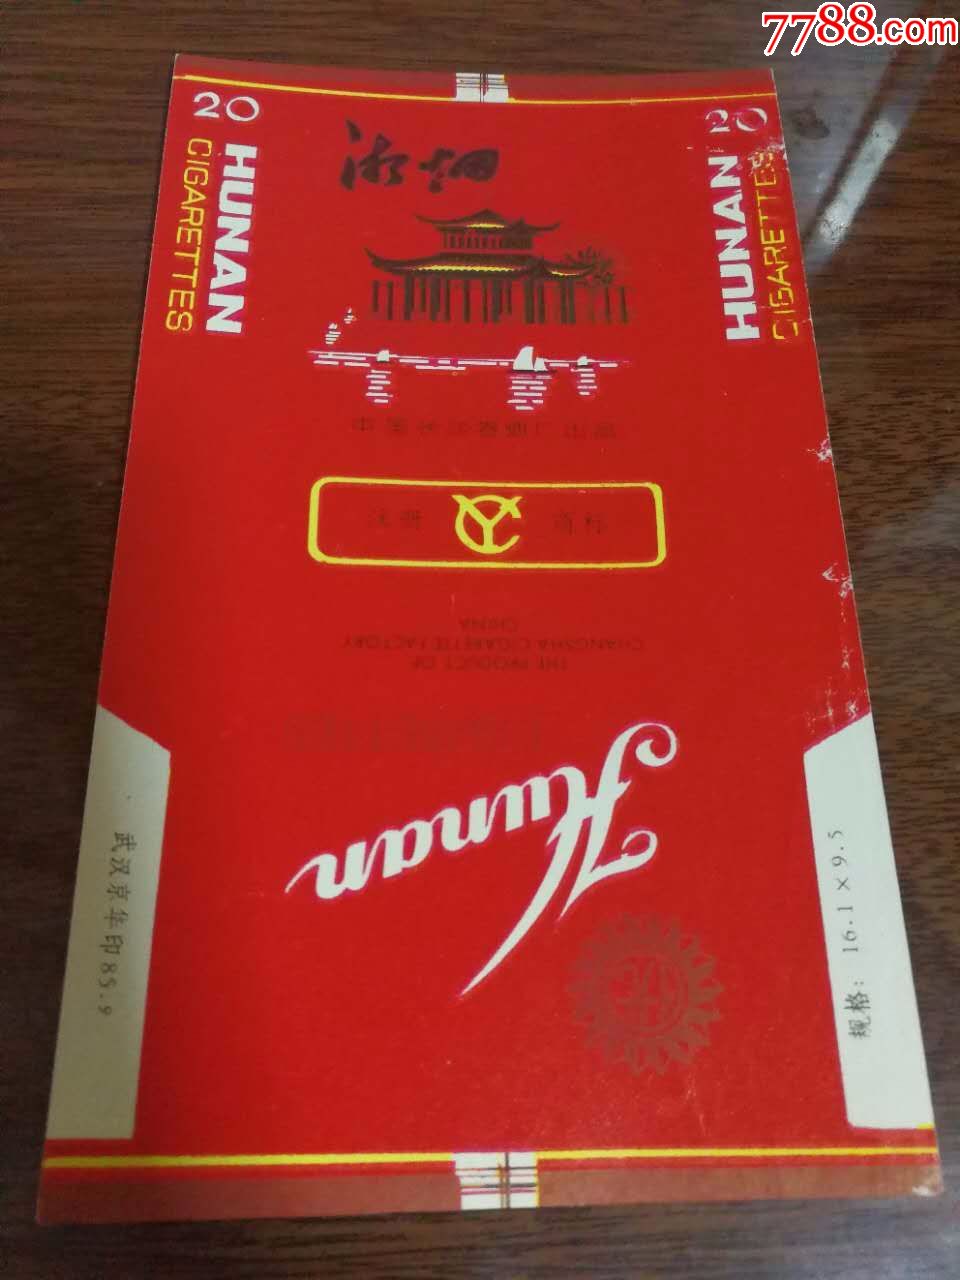 7788.com
20
HUNAN
CIGARETTES
20
HUNAN
CIGARETTES
湘烟
注册
商标
THE PRODUCT OF
CHANGSHA CIGARETTE FACTORY
CHINA
Hunan
武汉京华印85.9
规格: 16.1×9.5